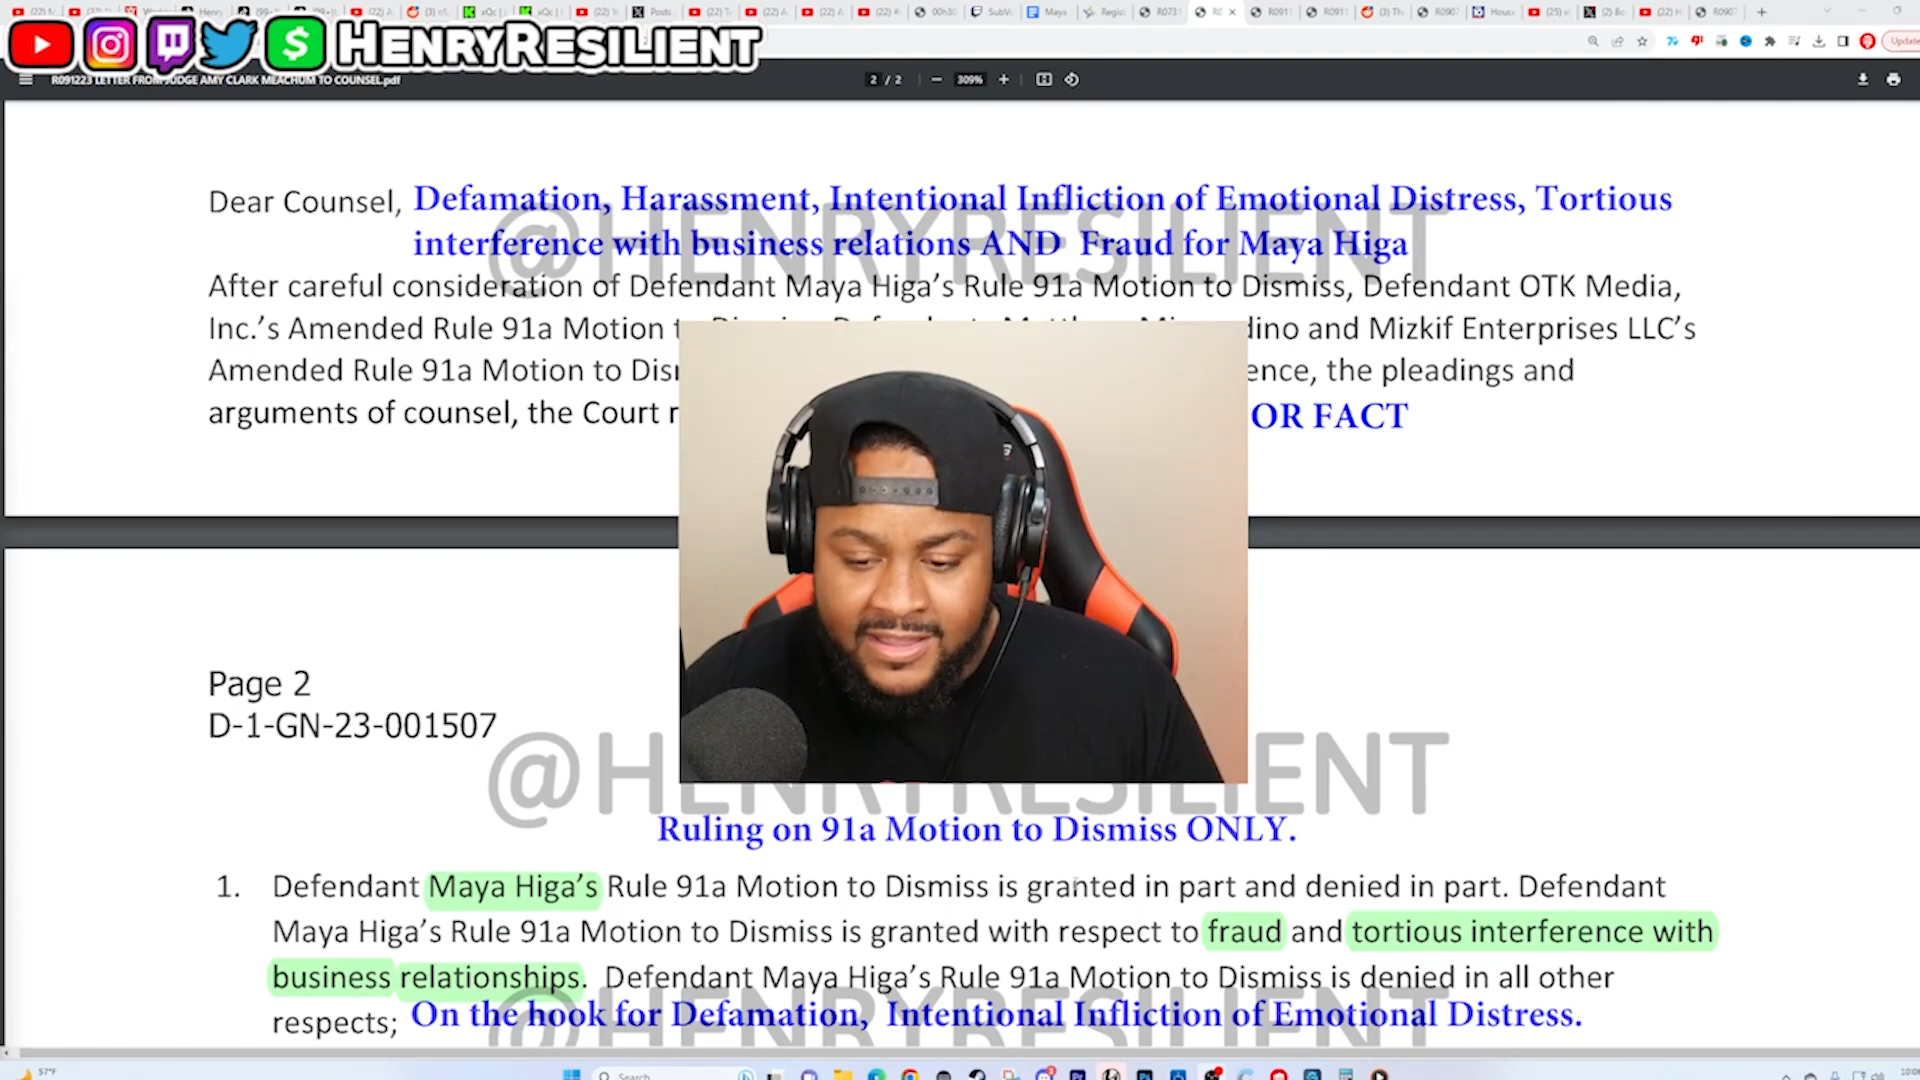 HENRYRESILIENT
R091223 LETTER FROM JUDGE AMY CLARK MEACHUM TO COUNSEL.pdf
2 / 2
309%
Update
Dear Counsel,
Defamation, Harassment, Intentional Infliction of Emotional Distress, Tortious
interference with business relations AND Fraud for Maya Higa
@HENRYRESILIENT
After careful consideration of Defendant Maya Higa's Rule 91a Motion to Dismiss, Defendant OTK Media,
Inc.'s Amended Rule 91a Motion and Mizkif Enterprises LLC's
Amended Rule 91a Motion to the pleadings and
arguments of counsel, the Court OR FACT
Page 2
D-1-GN-23-001507
Ruling on 91a Motion to Dismiss ONLY.
1. Defendant Maya Higa's Rule 91a Motion to Dismiss is granted in part and denied in part. Defendant
Maya Higa's Rule 91a Motion to Dismiss is granted with respect to fraud and tortious interference with
business relationships. Defendant Maya Higa's Rule 91a Motion to Dismiss is denied in all other
respects; On the hook for Defamation, Intentional Infliction of Emotional Distress.
57°F
Search